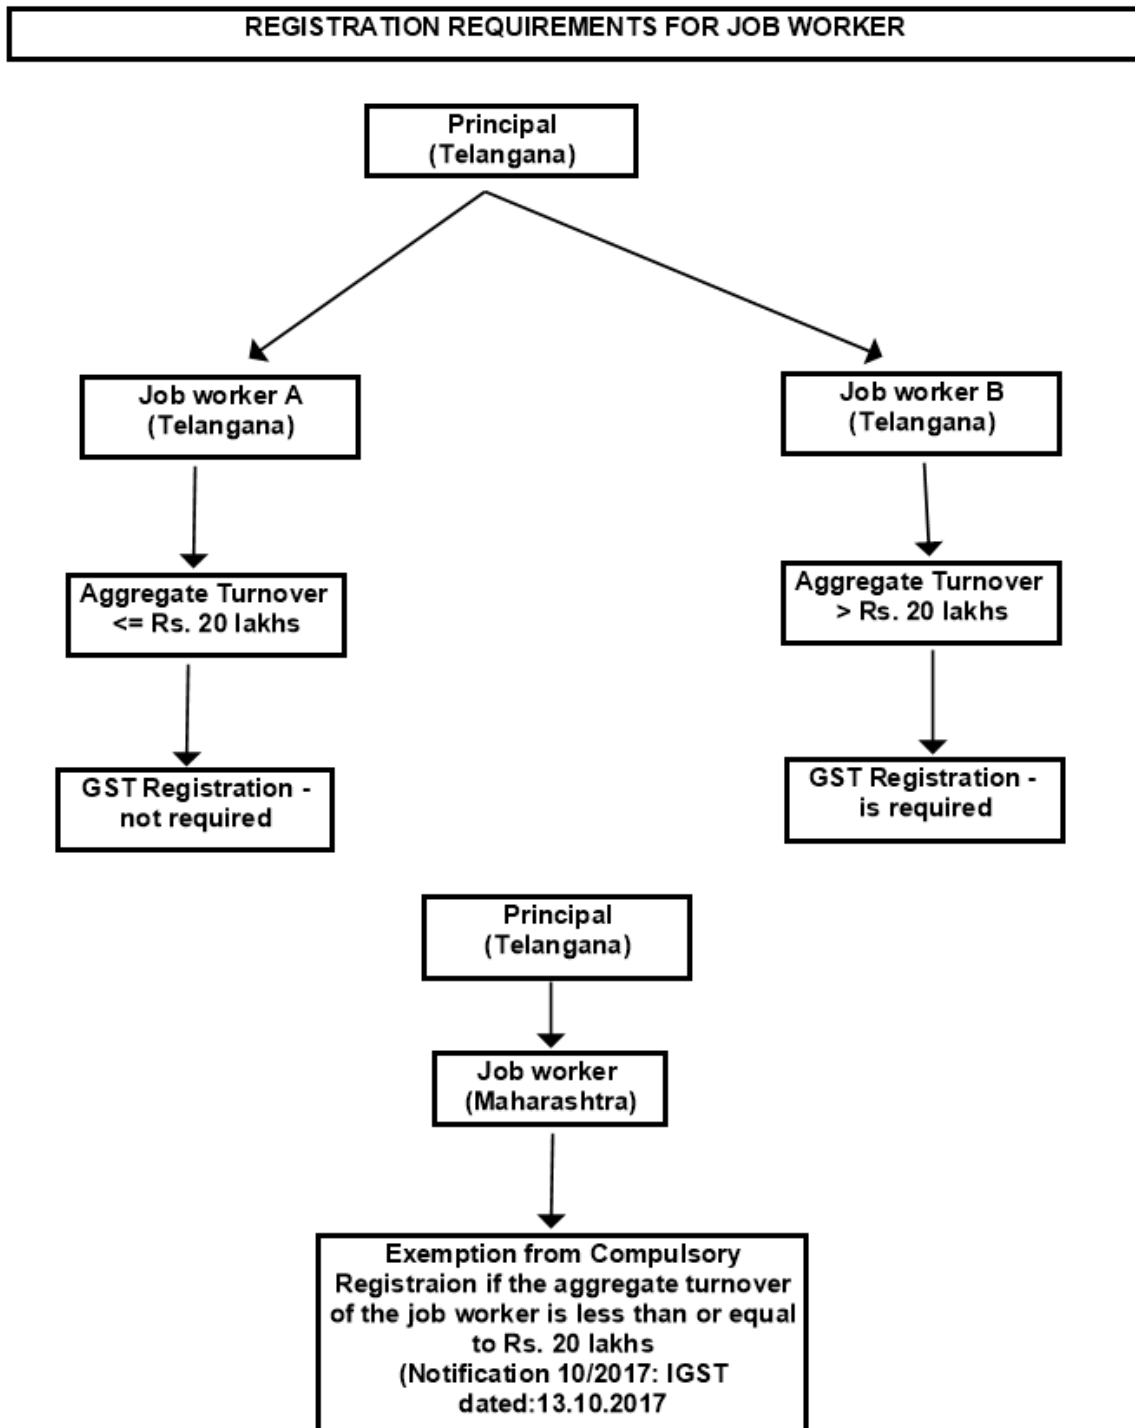 REGISTRATION REQUIREMENTS FOR JOB WORKER
Principal
(Telangana)
Job worker A
(Telangana)
Job worker B
(Telangana)
Aggregate Turnover
<= Rs. 20 lakhs
Aggregate Turnover
> Rs. 20 lakhs
GST Registration -
not required
GST Registration -
is required
Principal
(Telangana)
Job worker
(Maharashtra)
Exemption from Compulsory
Registraion if the aggregate turnover
of the job worker is less than or equal
to Rs. 20 lakhs
(Notification 10/2017: IGST
dated:13.10.2017